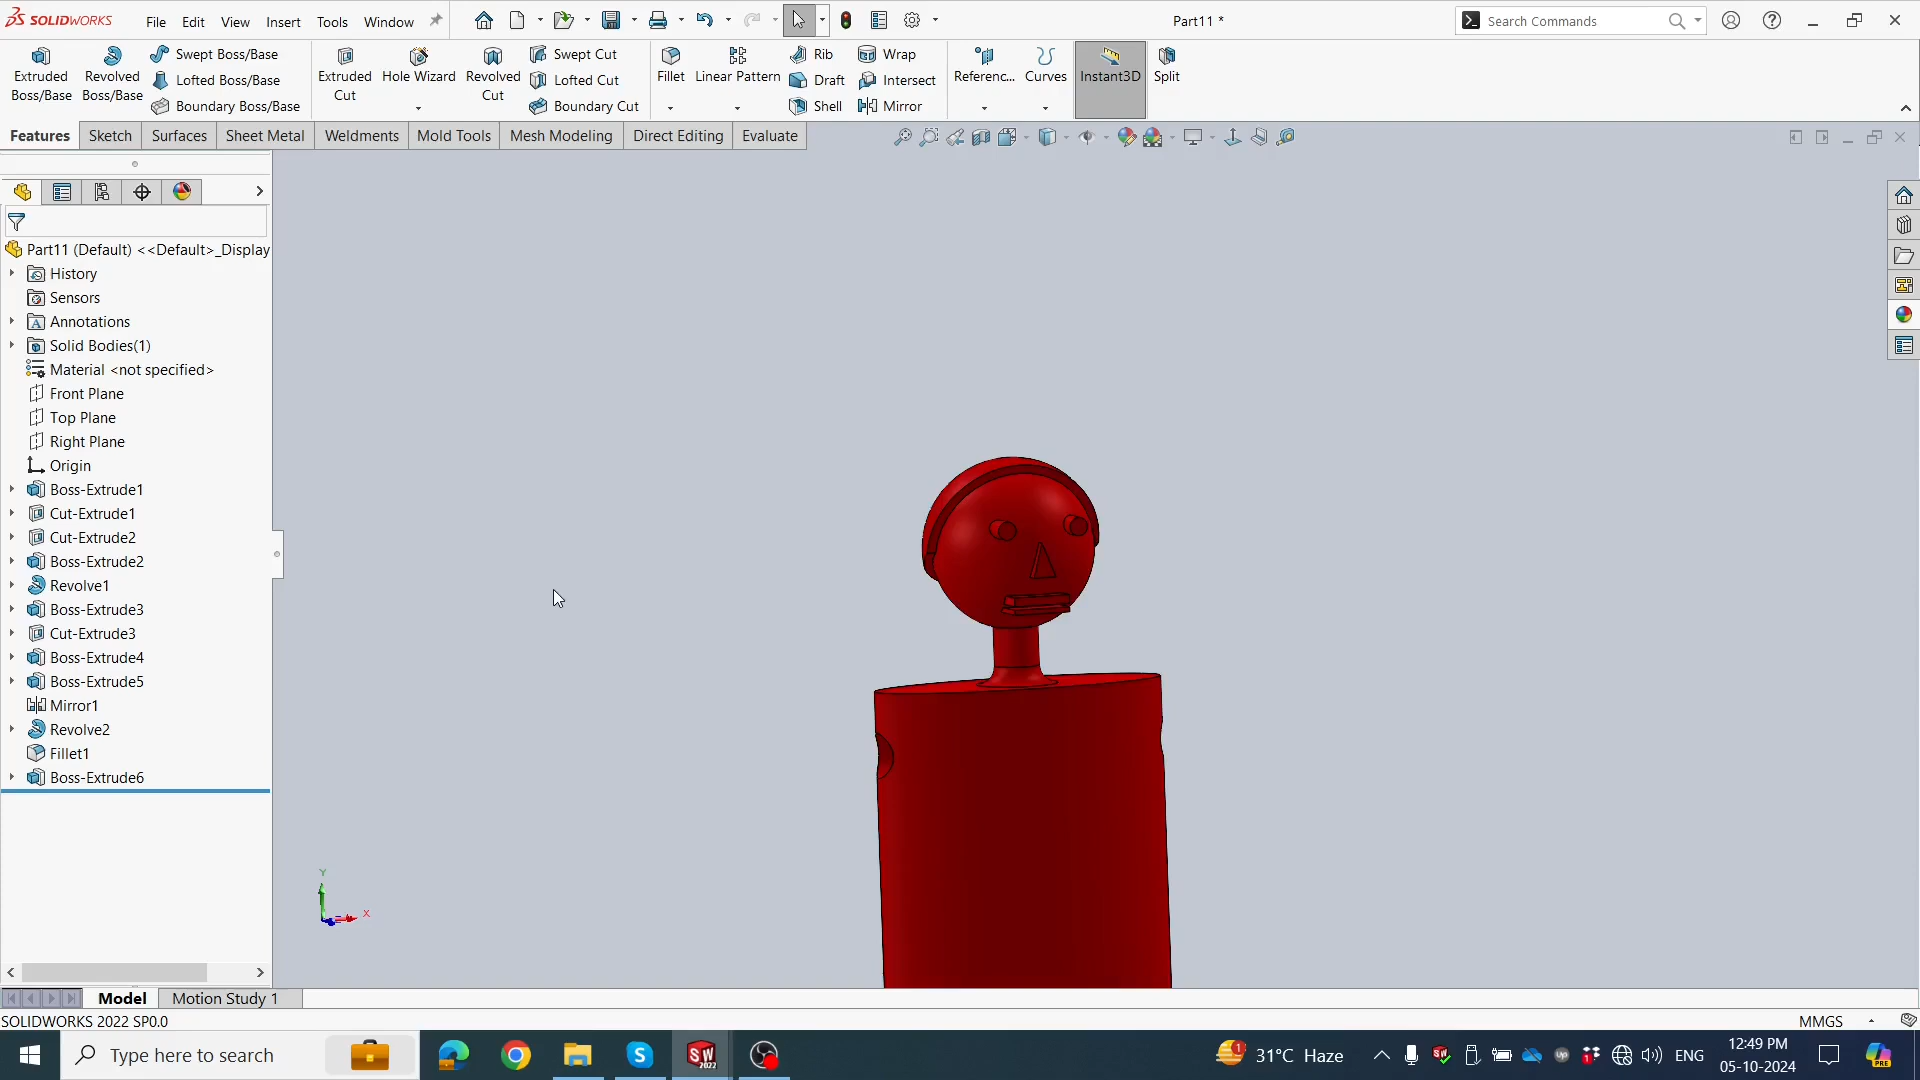 SOLIDWORKS
File Edit View Insert Tools Window
Part11 *
Search Commands
Extruded Boss/Base
Revolved Boss/Base
Swept Boss/Base
Lofted Boss/Base
Boundary Boss/Base
Extruded Cut
Hole Wizard
Revolved Cut
Swept Cut
Lofted Cut
Boundary Cut
Fillet
Linear Pattern
Rib
Draft
Shell
Wrap
Intersect
Mirror
Referenc...
Curves
Instant3D
Split
Features Sketch Surfaces Sheet Metal Weldments Mold Tools Mesh Modeling Direct Editing Evaluate
Part11 (Default) <<Default>_Display
History
Sensors
Annotations
Solid Bodies(1)
Material <not specified>
Front Plane
Top Plane
Right Plane
Origin
Boss-Extrude1
Cut-Extrude1
Cut-Extrude2
Boss-Extrude2
Revolve1
Boss-Extrude3
Cut-Extrude3
Boss-Extrude4
Boss-Extrude5
Mirror1
Revolve2
Fillet1
Boss-Extrude6
Y
X
Model Motion Study 1
SOLIDWORKS 2022 SP0.0
MMGS
Type here to search
SW
2022
1
31°C Haze
ENG
12:49 PM
05-10-2024
PRE